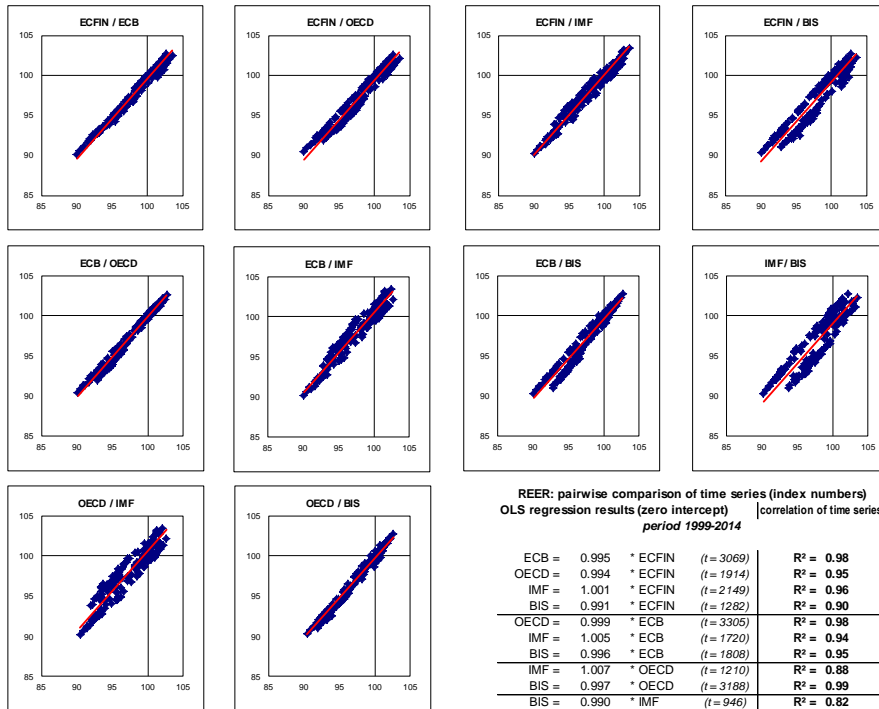 ECFIN / ECB
105
100
95
90
85
85 90 95 100 105
ECFIN / OECD
105
100
95
90
85
85 90 95 100 105
ECFIN / IMF
105
100
95
90
85
85 90 95 100 105
ECFIN / BIS
105
100
95
90
85
85 90 95 100 105
ECB / OECD
105
100
95
90
85
85 90 95 100 105
ECB / IMF
105
100
95
90
85
85 90 95 100 105
ECB / BIS
105
100
95
90
85
85 90 95 100 105
IMF / BIS
105
100
95
90
85
85 90 95 100 105
OECD / IMF
105
100
95
90
85
85 90 95 100 105
OECD / BIS
105
100
95
90
85
85 90 95 100 105
REER: pairwise comparison of time series (index numbers)
OLS regression results (zero intercept) correlation of time series
period 1999-2014
ECB = 0.995 * ECFIN (t = 3069) R² = 0.98
OECD = 0.994 * ECFIN (t = 1914) R² = 0.95
IMF = 1.001 * ECFIN (t = 2149) R² = 0.96
BIS = 0.991 * ECFIN (t = 1282) R² = 0.90
OECD = 0.999 * ECB (t = 3305) R² = 0.98
IMF = 1.005 * ECB (t = 1720) R² = 0.94
BIS = 0.996 * ECB (t = 1808) R² = 0.95
IMF = 1.007 * OECD (t = 1210) R² = 0.88
BIS = 0.997 * OECD (t = 3188) R² = 0.99
BIS = 0.990 * IMF (t = 946) R² = 0.82